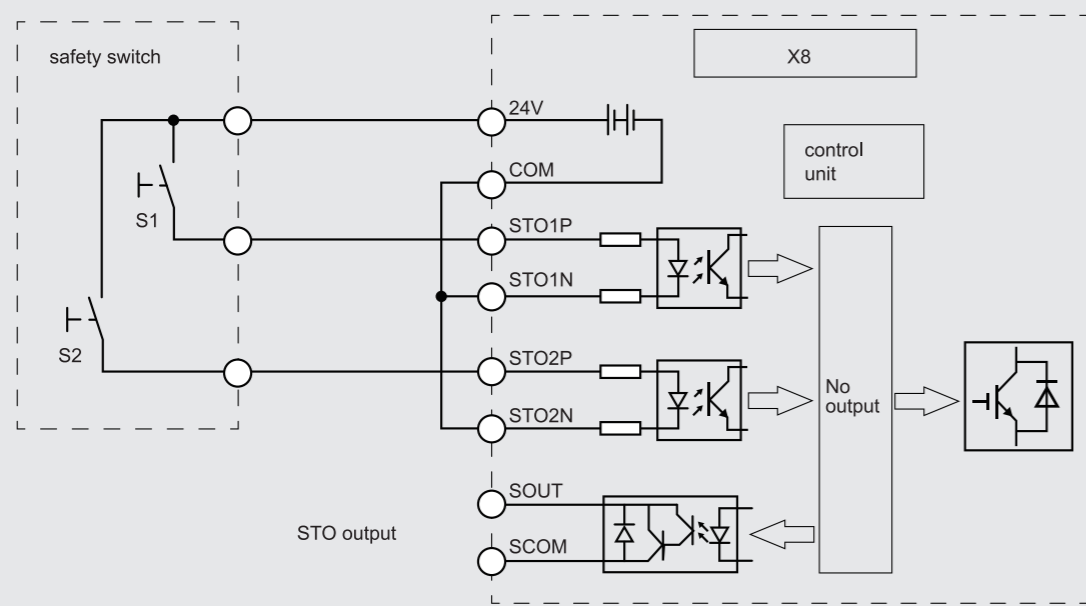 safety switch
X8
24V
control
unit
COM
S1
STO1P
STO1N
S2
STO2P
No
output
STO2N
SOUT
STO output
SCOM